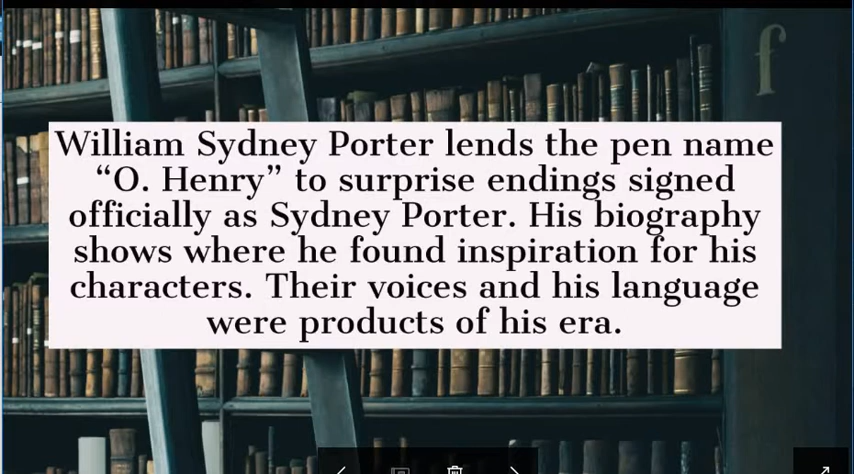 f
William Sydney Porter lends the pen name
“O. Henry” to surprise endings signed
officially as Sydney Porter. His biography
shows where he found inspiration for his
characters. Their voices and his language
were products of his era.